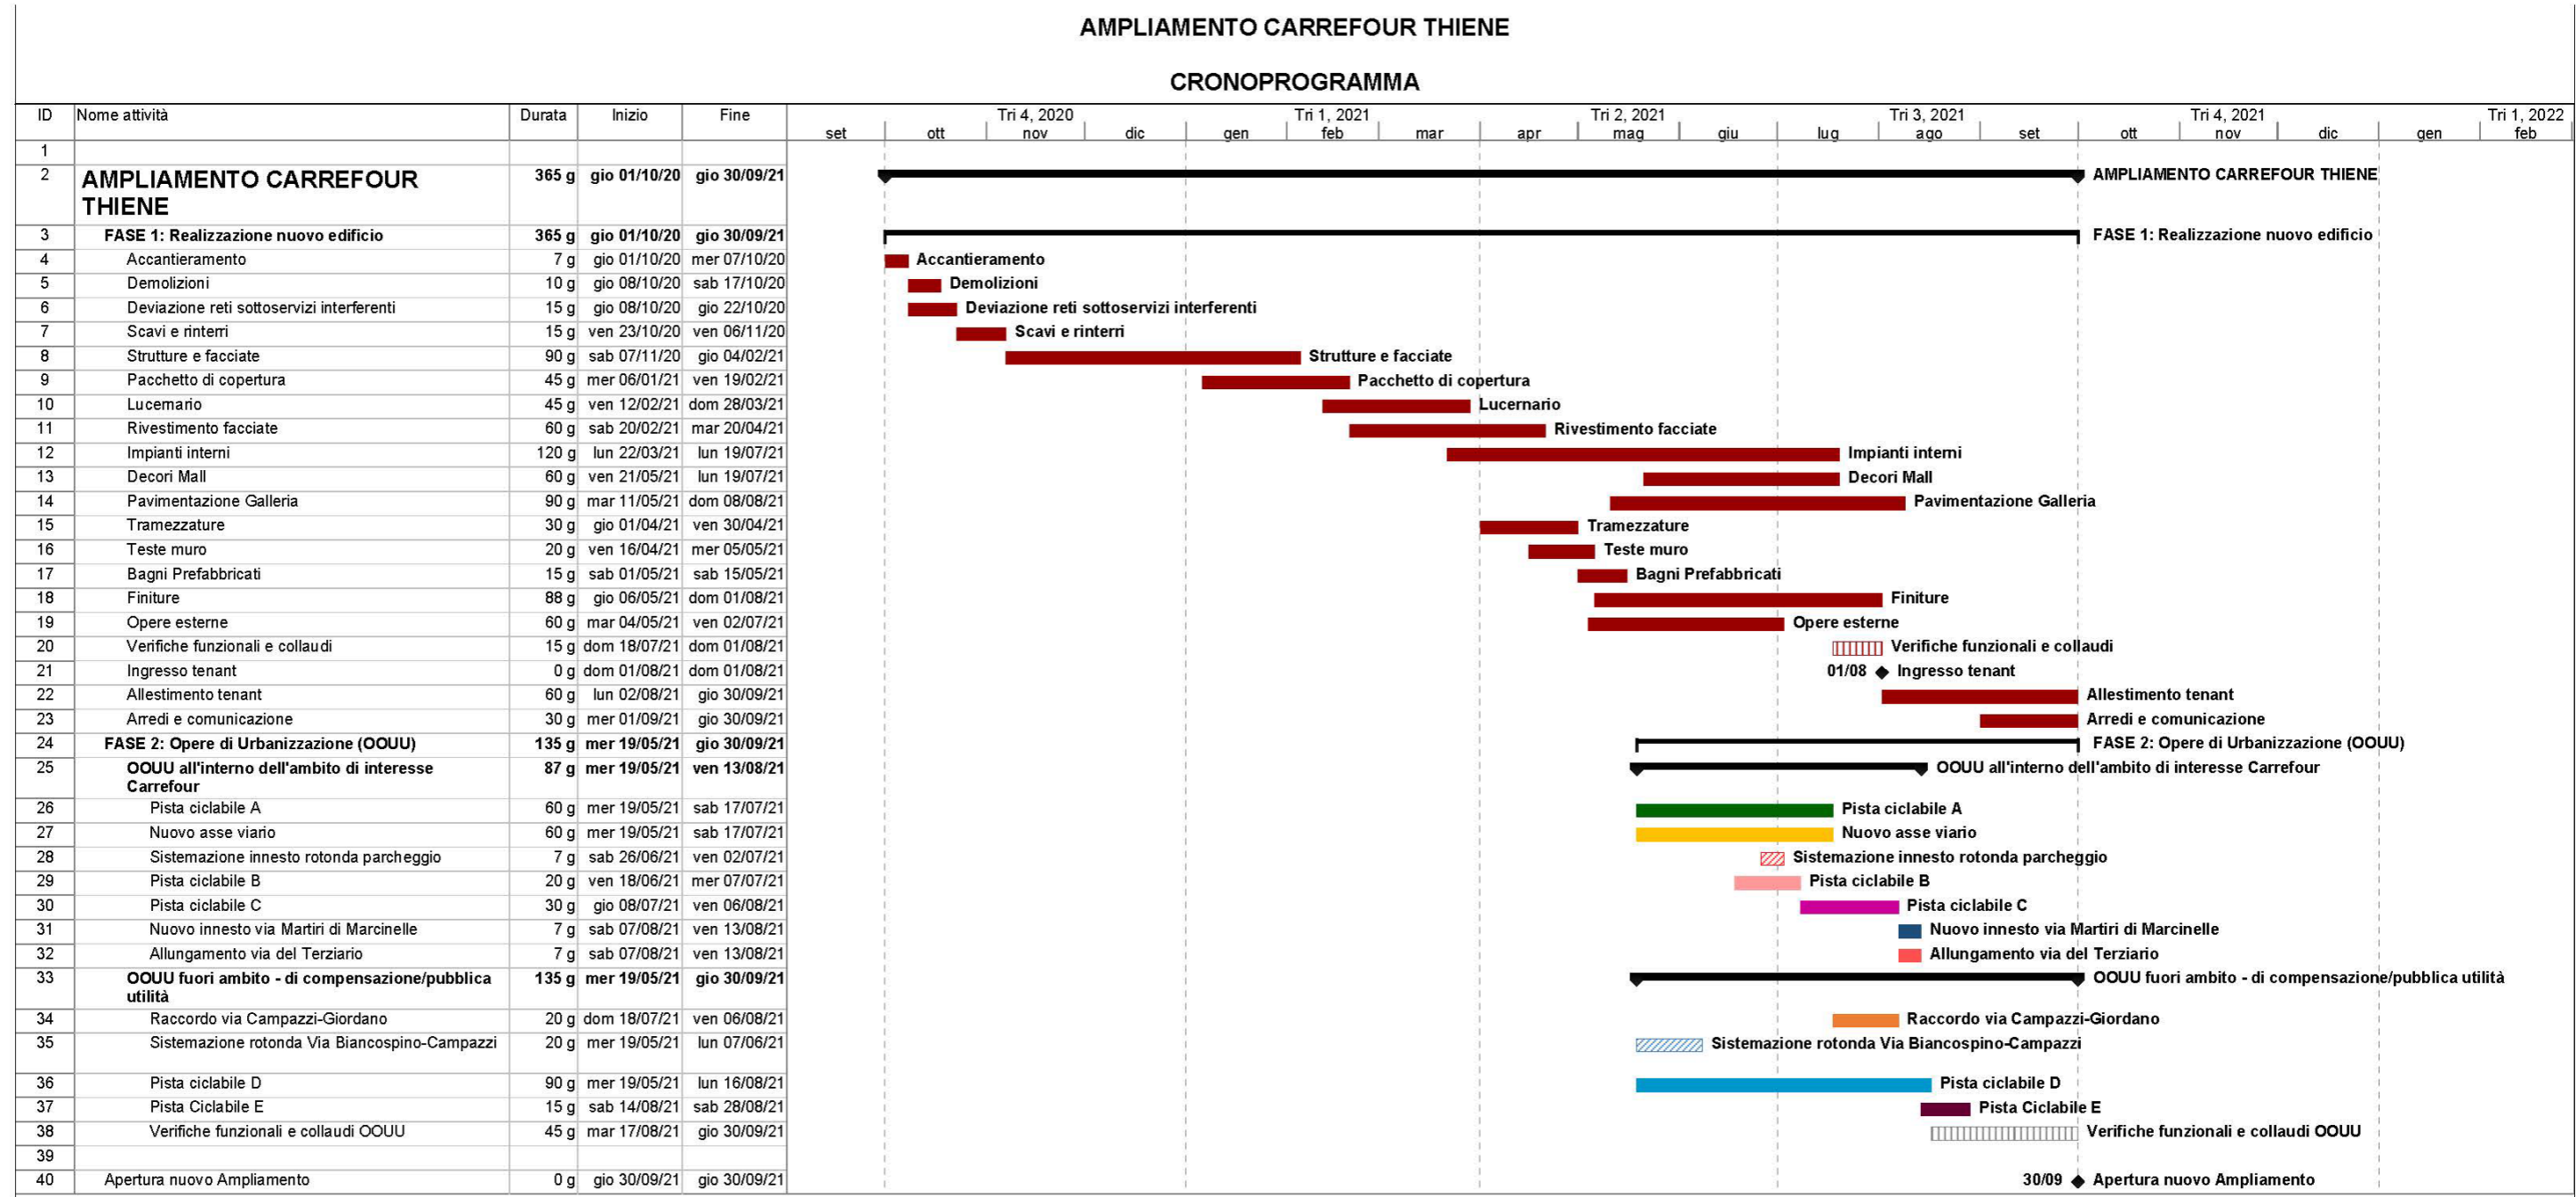 AMPLIAMENTO CARREFOUR THIENE
CRONOPROGRAMMA
ID Nome attività Durata Inizio Fine Tri 4, 2020 Tri 1, 2021 Tri 2, 2021 Tri 3, 2021 Tri 4, 2021 Tri 1, 2022
set ott nov dic gen feb mar apr mag giu lug ago set ott nov dic gen feb
1
2 AMPLIAMENTO CARREFOUR 365 g gio 01/10/20 gio 30/09/21 AMPLIAMENTO CARREFOUR THIENE
THIENE
3 FASE 1: Realizzazione nuovo edificio 365 g gio 01/10/20 gio 30/09/21 FASE 1: Realizzazione nuovo edificio
4 Accantieramento 7 g gio 01/10/20 mer 07/10/20 Accantieramento
5 Demolizioni 10 g gio 08/10/20 sab 17/10/20 Demolizioni
6 Deviazione reti sottoservizi interferenti 15 g gio 08/10/20 gio 22/10/20 Deviazione reti sottoservizi interferenti
7 Scavi e rinterri 15 g ven 23/10/20 ven 06/11/20 Scavi e rinterri
8 Strutture e facciate 90 g sab 07/11/20 gio 04/02/21 Strutture e facciate
9 Pacchetto di copertura 45 g mer 06/01/21 ven 19/02/21 Pacchetto di copertura
10 Lucernario 45 g ven 12/02/21 dom 28/03/21 Lucernario
11 Rivestimento facciate 60 g sab 20/02/21 mar 20/04/21 Rivestimento facciate
12 Impianti interni 120 g lun 22/03/21 lun 19/07/21 Impianti interni
13 Decori Mall 60 g ven 21/05/21 lun 19/07/21 Decori Mall
14 Pavimentazione Galleria 90 g mar 11/05/21 dom 08/08/21 Pavimentazione Galleria
15 Tramezzature 30 g gio 01/04/21 ven 30/04/21 Tramezzature
16 Teste muro 20 g ven 16/04/21 mer 05/05/21 Teste muro
17 Bagni Prefabbricati 15 g sab 01/05/21 sab 15/05/21 Bagni Prefabbricati
18 Finiture 88 g gio 06/05/21 dom 01/08/21 Finiture
19 Opere esterne 60 g mar 04/05/21 ven 02/07/21 Opere esterne
20 Verifiche funzionali e collaudi 15 g dom 18/07/21 dom 01/08/21 Verifiche funzionali e collaudi
21 Ingresso tenant 0 g dom 01/08/21 dom 01/08/21 01/08 Ingresso tenant
22 Allestimento tenant 60 g lun 02/08/21 gio 30/09/21 Allestimento tenant
23 Arredi e comunicazione 30 g mer 01/09/21 gio 30/09/21 Arredi e comunicazione
24 FASE 2: Opere di Urbanizzazione (OOUU) 135 g mer 19/05/21 gio 30/09/21 FASE 2: Opere di Urbanizzazione (OOUU)
25 OOUU all'interno dell'ambito di interesse 87 g mer 19/05/21 ven 13/08/21 OOUU all'interno dell'ambito di interesse Carrefour
Carrefour
26 Pista ciclabile A 60 g mer 19/05/21 sab 17/07/21 Pista ciclabile A
27 Nuovo asse viario 60 g mer 19/05/21 sab 17/07/21 Nuovo asse viario
28 Sistemazione innesto rotonda parcheggio 7 g sab 26/06/21 ven 02/07/21 Sistemazione innesto rotonda parcheggio
29 Pista ciclabile B 20 g ven 18/06/21 mer 07/07/21 Pista ciclabile B
30 Pista ciclabile C 30 g gio 08/07/21 ven 06/08/21 Pista ciclabile C
31 Nuovo innesto via Martiri di Marcinelle 7 g sab 07/08/21 ven 13/08/21 Nuovo innesto via Martiri di Marcinelle
32 Allungamento via del Terziario 7 g sab 07/08/21 ven 13/08/21 Allungamento via del Terziario
33 OOUU fuori ambito - di compensazione/pubblica 135 g mer 19/05/21 gio 30/09/21 OOUU fuori ambito - di compensazione/pubblica utilità
utilità
34 Raccordo via Campazzi-Giordano 20 g dom 18/07/21 ven 06/08/21 Raccordo via Campazzi-Giordano
35 Sistemazione rotonda Via Biancospino-Campazzi 20 g mer 19/05/21 lun 07/06/21 Sistemazione rotonda Via Biancospino-Campazzi
36 Pista ciclabile D 90 g mer 19/05/21 lun 16/08/21 Pista ciclabile D
37 Pista Ciclabile E 15 g sab 14/08/21 sab 28/08/21 Pista Ciclabile E
38 Verifiche funzionali e collaudi OOUU 45 g mar 17/08/21 gio 30/09/21 Verifiche funzionali e collaudi OOUU
39
40 Apertura nuovo Ampliamento 0 g gio 30/09/21 gio 30/09/21 30/09 Apertura nuovo Ampliamento